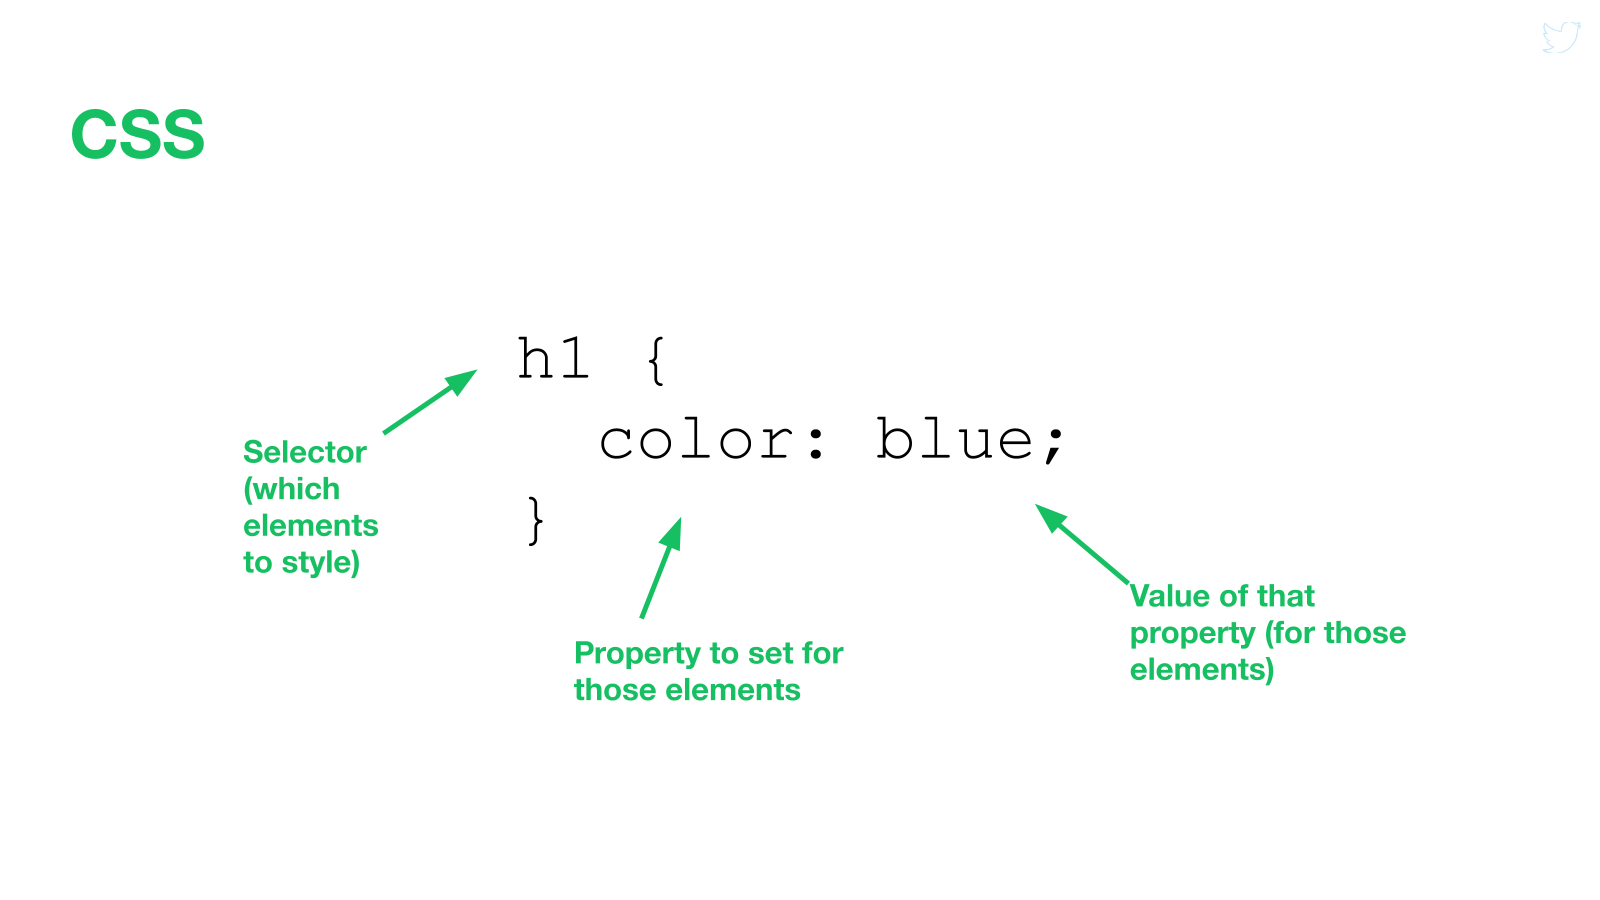 CSS
h1 {
color: blue;
}
Selector
(which
elements
to style)
Property to set for
those elements
Value of that
property (for those
elements)